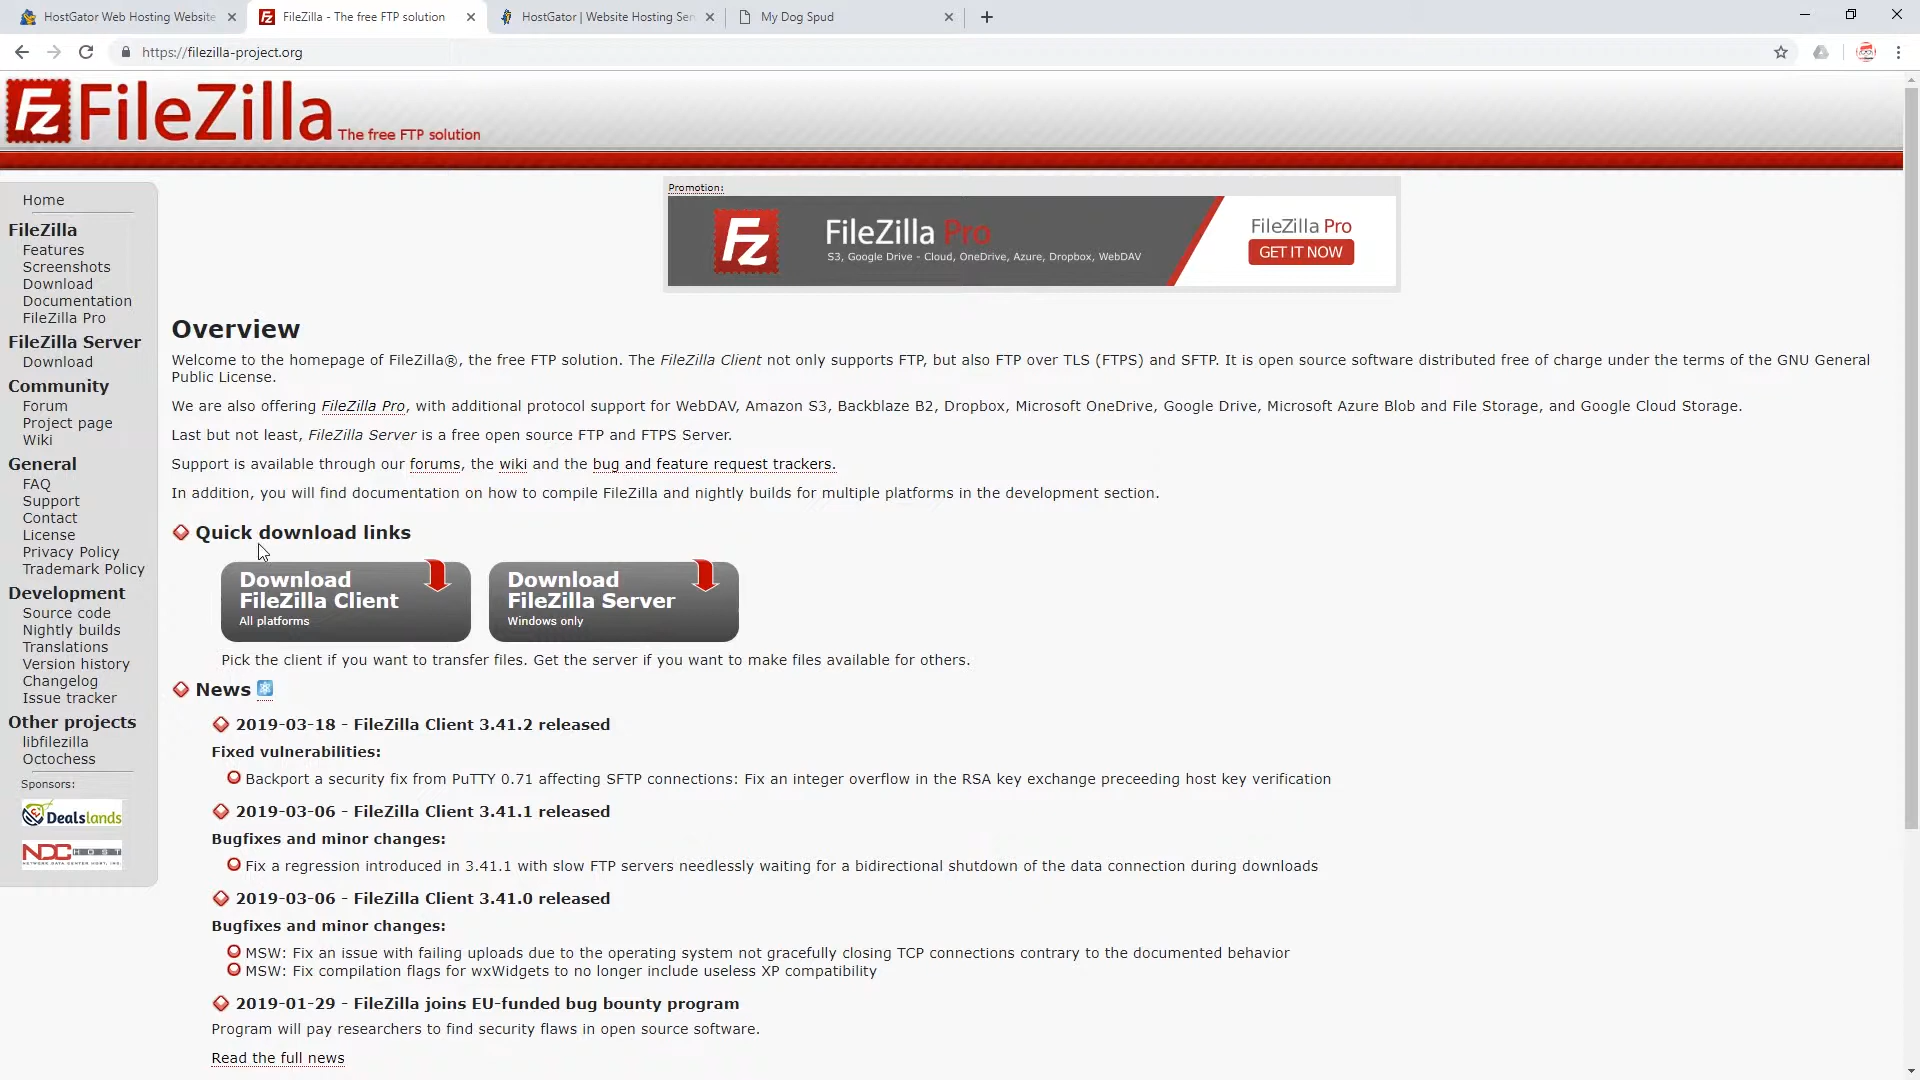 HostGator Web Hosting Website
FileZilla - The free FTP solution
HostGator | Website Hosting Ser
My Dog Spud
https://filezilla-project.org
Fz FileZilla The free FTP solution
Promotion:
Fz
FileZilla Pro
S3, Google Drive - Cloud, OneDrive, Azure, Dropbox, WebDAV
FileZilla Pro
GET IT NOW
Home
FileZilla
Features
Screenshots
Download
Documentation
FileZilla Pro
FileZilla Server
Download
Community
Forum
Project page
Wiki
General
FAQ
Support
Contact
License
Privacy Policy
Trademark Policy
Development
Source code
Nightly builds
Translations
Version history
Changelog
Issue tracker
Other projects
libfilezilla
Octochess
Sponsors:
Dealslands
NDCHOST
Overview
Welcome to the homepage of FileZilla®, the free FTP solution. The FileZilla Client not only supports FTP, but also FTP over TLS (FTPS) and SFTP. It is open source software distributed free of charge under the terms of the GNU General
Public License.
We are also offering FileZilla Pro, with additional protocol support for WebDAV, Amazon S3, Backblaze B2, Dropbox, Microsoft OneDrive, Google Drive, Microsoft Azure Blob and File Storage, and Google Cloud Storage.
Last but not least, FileZilla Server is a free open source FTP and FTPS Server.
Support is available through our forums, the wiki and the bug and feature request trackers.
In addition, you will find documentation on how to compile FileZilla and nightly builds for multiple platforms in the development section.
Quick download links
Download
FileZilla Client
All platforms
Download
FileZilla Server
Windows only
Pick the client if you want to transfer files. Get the server if you want to make files available for others.
News
2019-03-18 - FileZilla Client 3.41.2 released
Fixed vulnerabilities:
Backport a security fix from PuTTY 0.71 affecting SFTP connections: Fix an integer overflow in the RSA key exchange preceeding host key verification
2019-03-06 - FileZilla Client 3.41.1 released
Bugfixes and minor changes:
Fix a regression introduced in 3.41.1 with slow FTP servers needlessly waiting for a bidirectional shutdown of the data connection during downloads
2019-03-06 - FileZilla Client 3.41.0 released
Bugfixes and minor changes:
MSW: Fix an issue with failing uploads due to the operating system not gracefully closing TCP connections contrary to the documented behavior
MSW: Fix compilation flags for wxWidgets to no longer include useless XP compatibility
2019-01-29 - FileZilla joins EU-funded bug bounty program
Program will pay researchers to find security flaws in open source software.
Read the full news